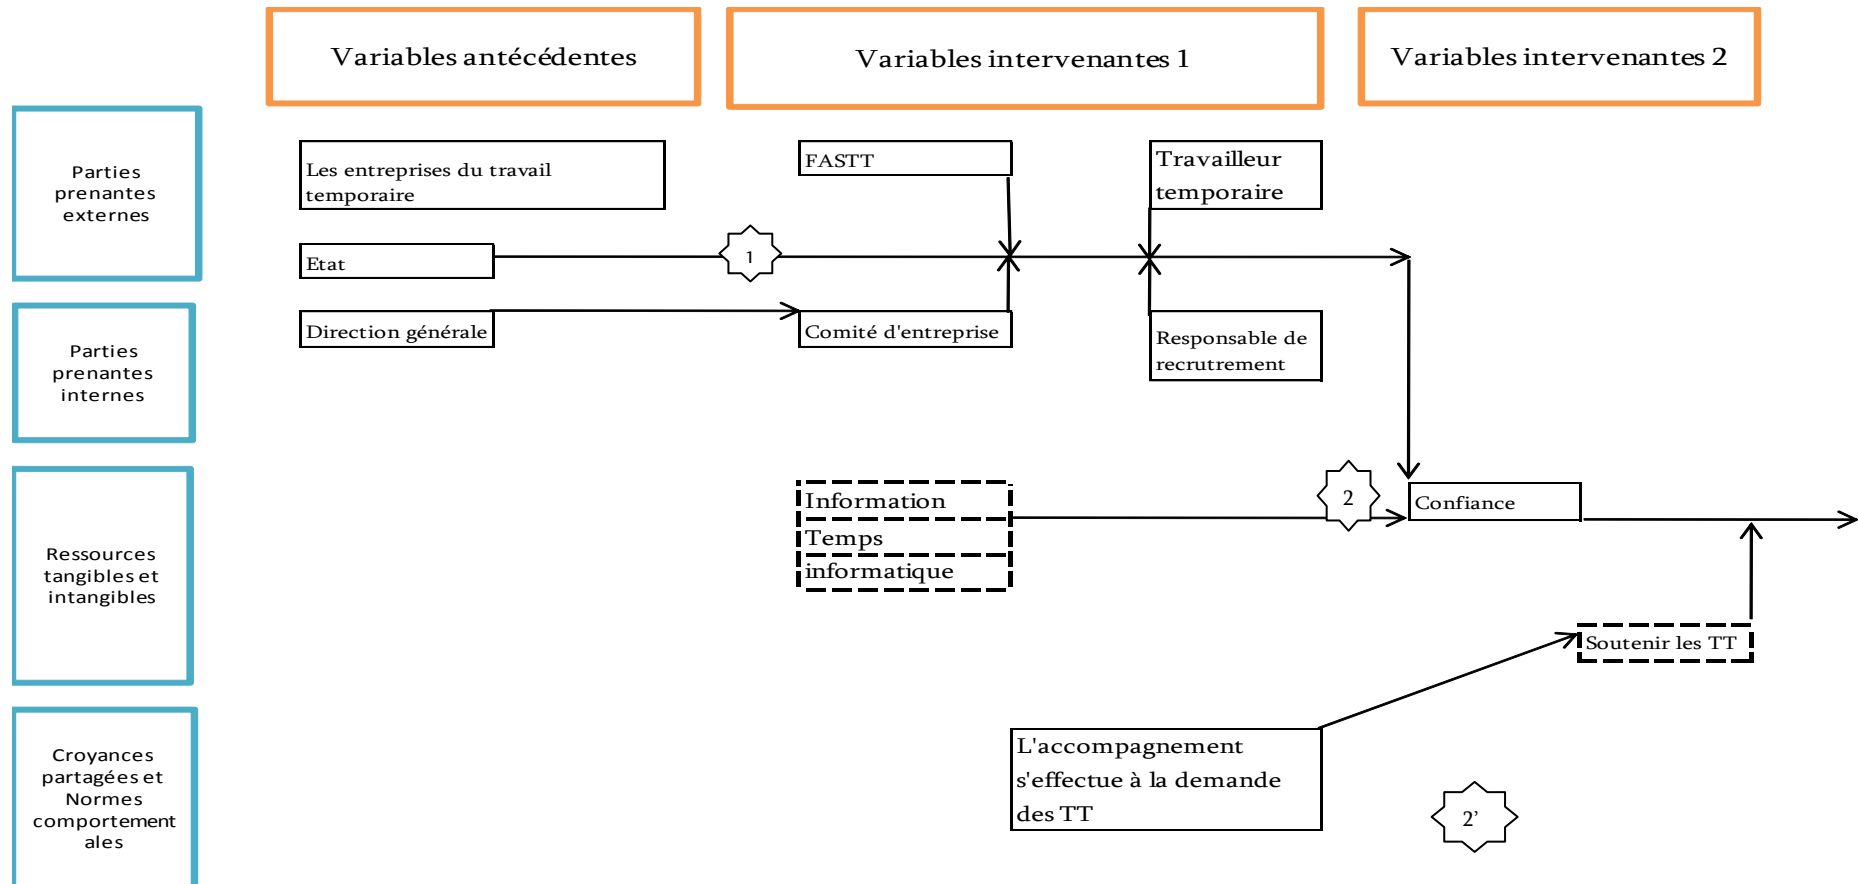 Variables antécédentes
Variables intervenantes 1
Variables intervenantes 2
Parties
prenantes
externes
Les entreprises du travail
temporaire
FASTT
Travailleur
temporaire
Etat
1
Parties
prenantes
internes
Direction générale
Comité d'entreprise
Responsable de
recrutrement
Ressources
tangibles et
intangibles
Information
Temps
informatique
2
Confiance
Soutenir les TT
Croyances
partagées et
Normes
comportement
ales
L'accompagnement
s'effectue à la demande
des TT
2’